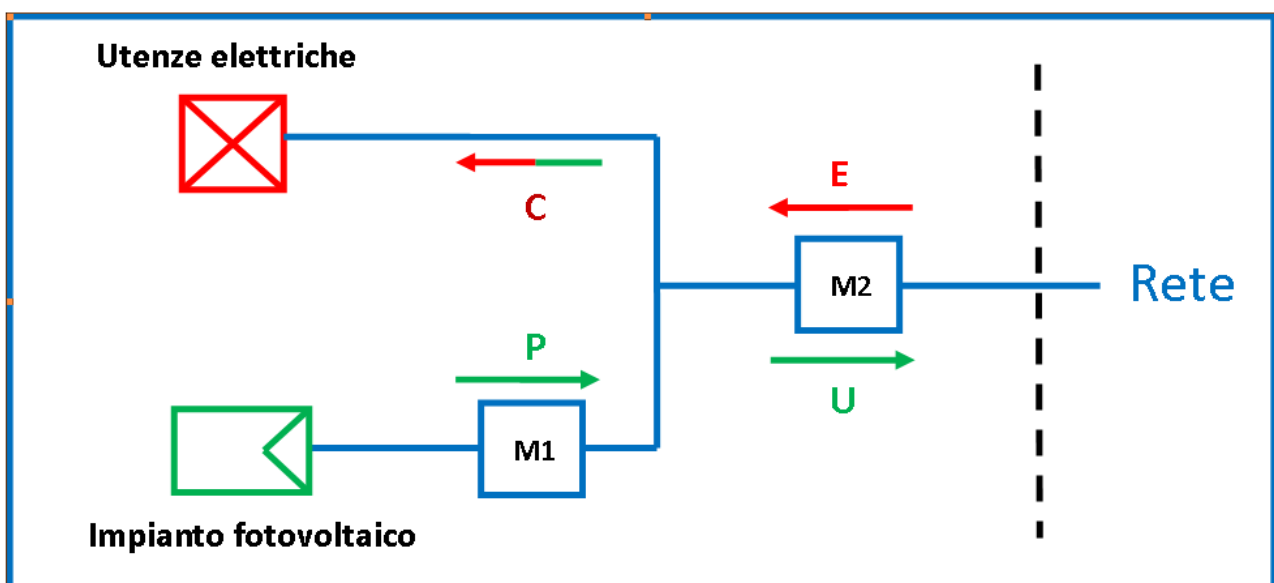 Utenze elettriche
C
E
M2
Rete
U
P
M1
Impianto fotovoltaico